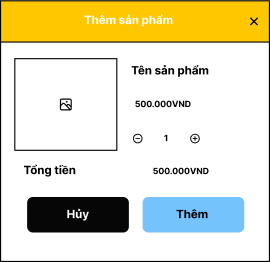 Thêm sản phẩm
Tên sản phẩm
500.000VND
1
Tổng tiền 500.000VND
Hủy Thêm